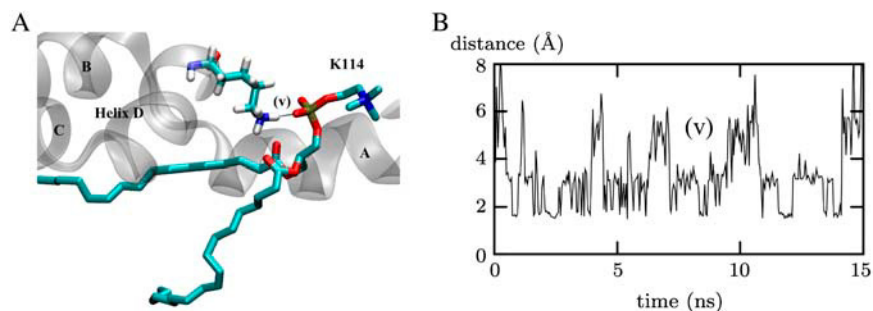 A
B
K114
(v)
Helix D
C
A
B
distance (Å)
8
6
4
2
0
(v)
0
5
10
15
time (ns)